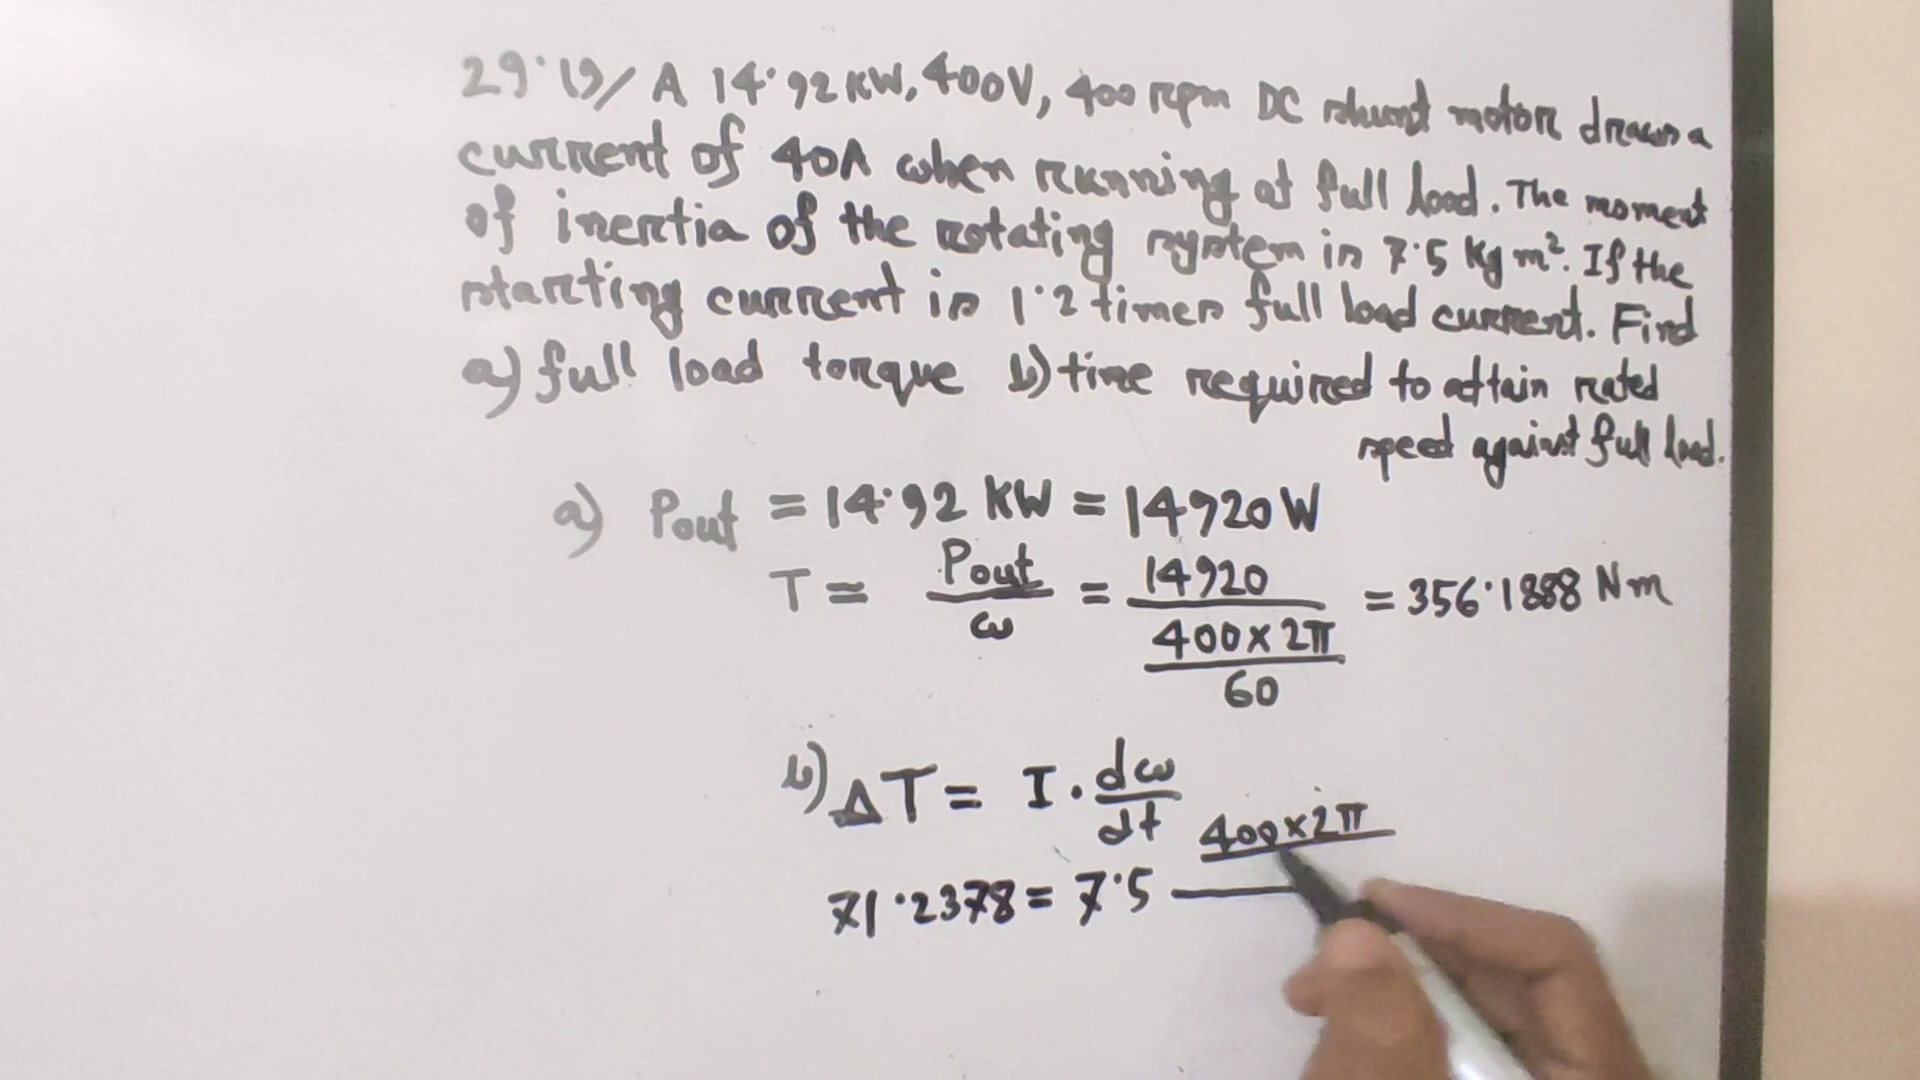 29.19/ A 14.92 KW, 400V, 400 rpm DC shunt motor draws a
current of 40A when running at full load. The moment
of inertia of the rotating system is 7.5 Kg m². If the
starting current is 1.2 times full load current. Find
a) full load torque b) time required to attain rated
speed against full load.
a) Pout = 14.92 KW = 14920 W
T = Pout/ω = 14920/(400×2π/60) = 356.1888 Nm
b) ΔT = I · dω/dt
71.2378 = 7.5 400×2π